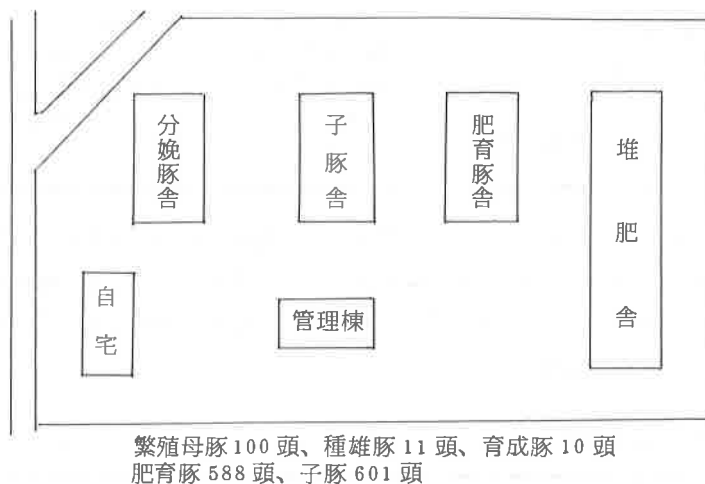 分娩豚舎
子豚舎
肥育豚舎
堆肥舎
自宅
管理棟
繁殖母豚100頭、種雄豚11頭、育成豚10頭
肥育豚588頭、子豚601頭